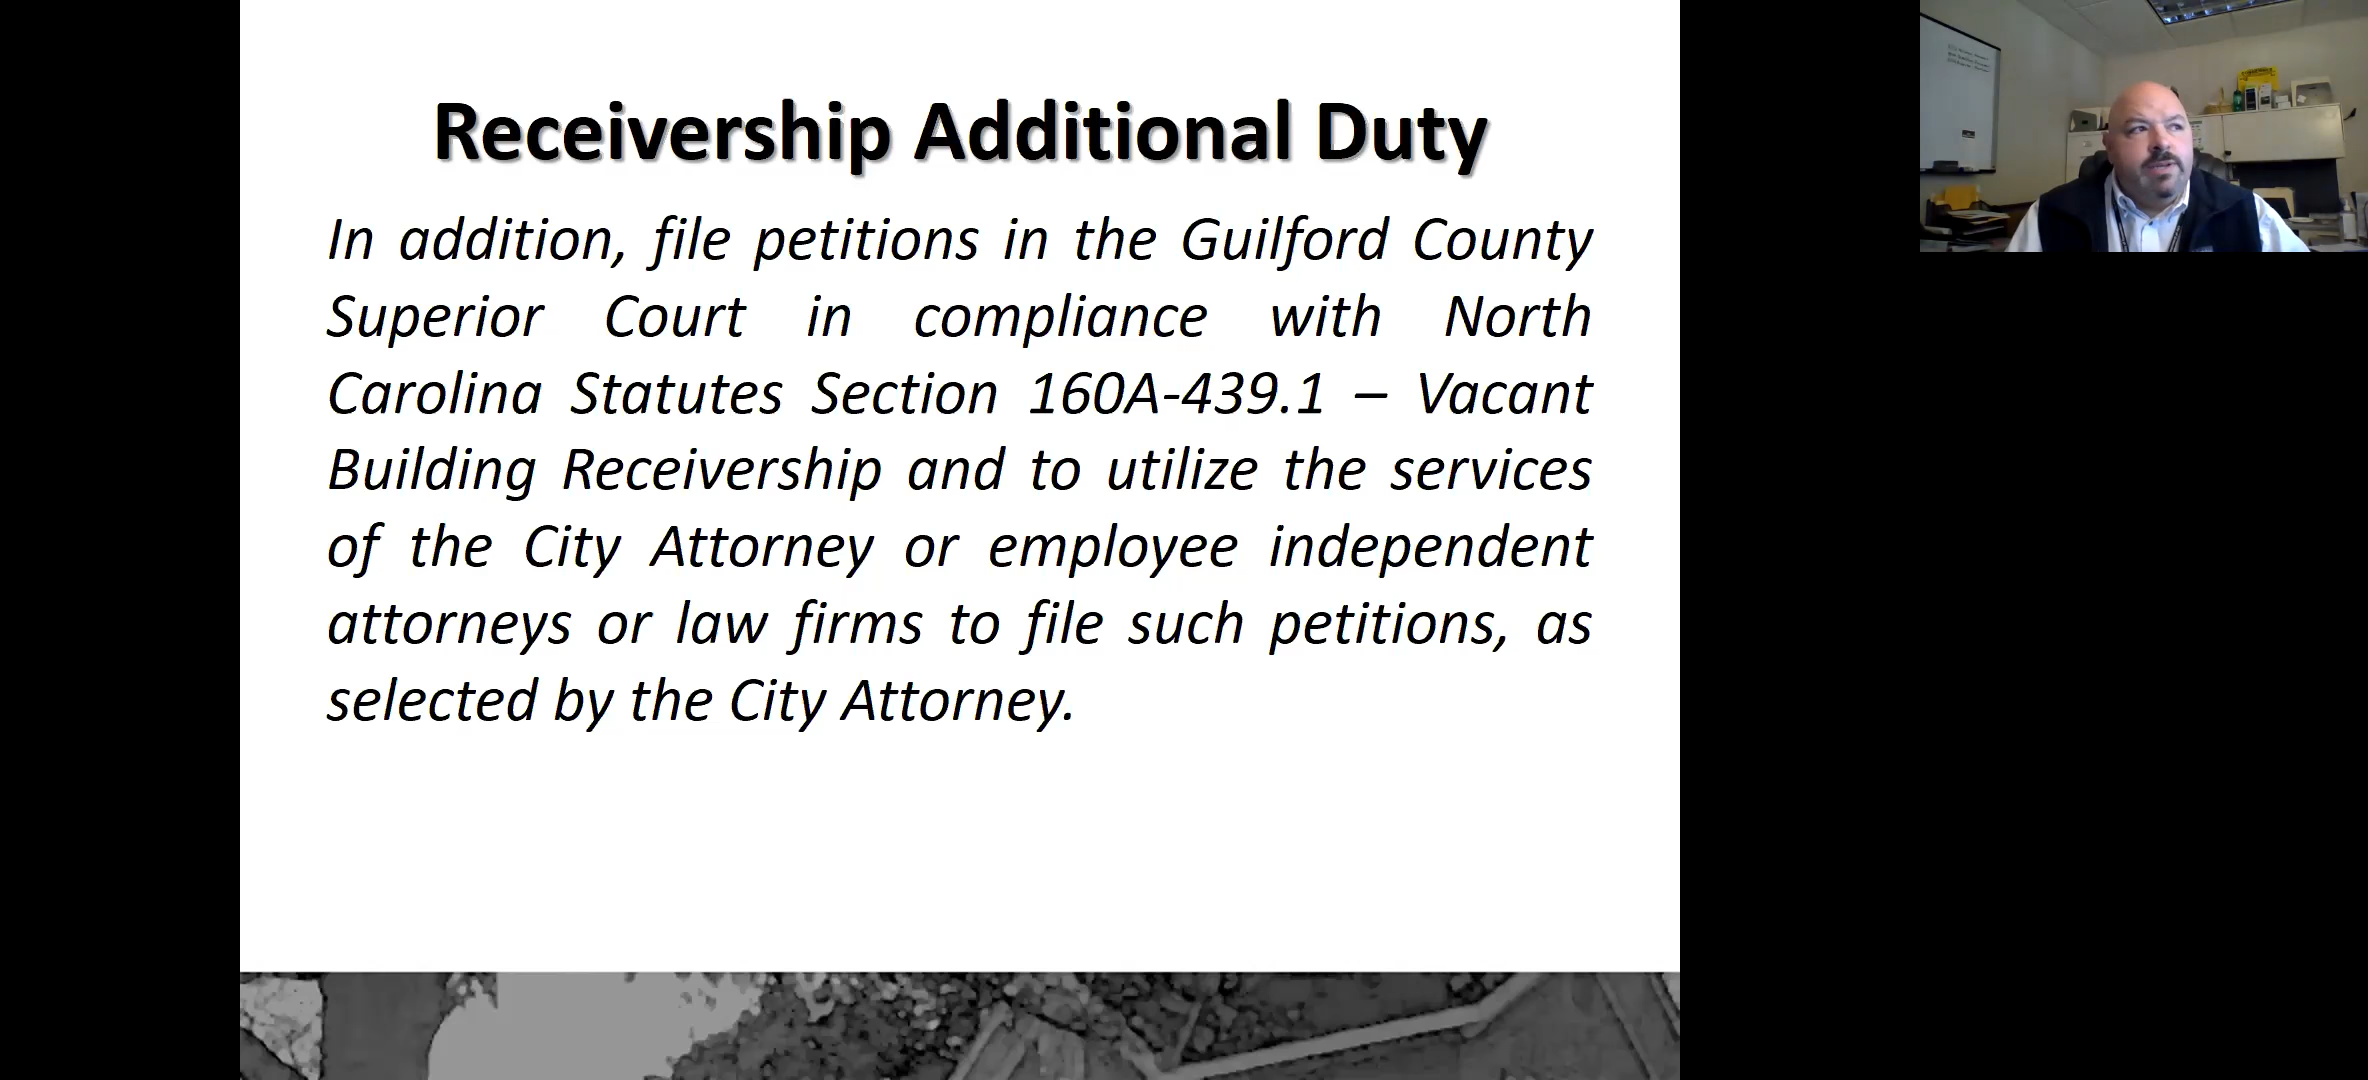 Receivership Additional Duty
In addition, file petitions in the Guilford County
Superior Court in compliance with North
Carolina Statutes Section 160A-439.1 – Vacant
Building Receivership and to utilize the services
of the City Attorney or employee independent
attorneys or law firms to file such petitions, as
selected by the City Attorney.